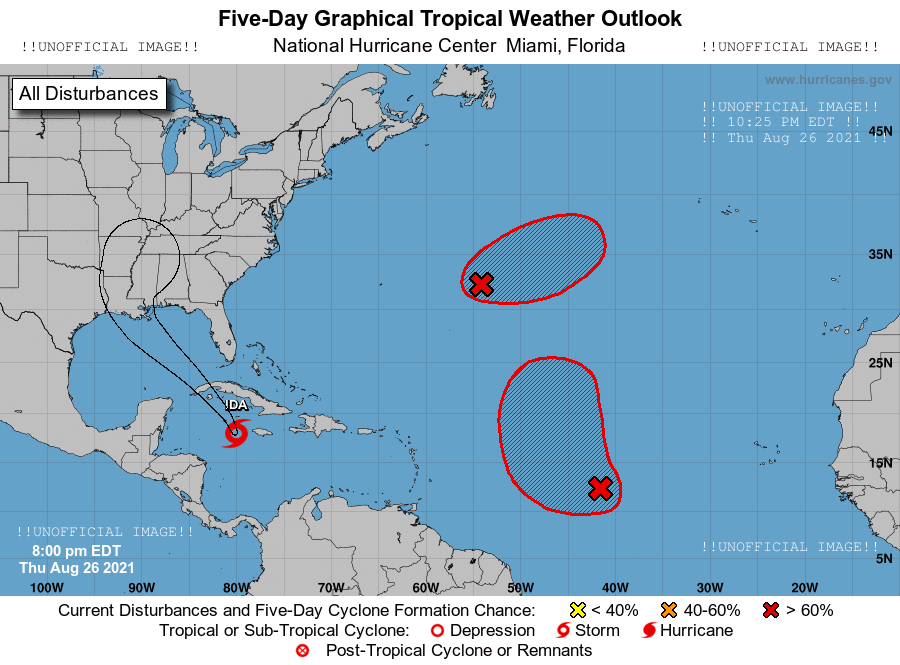 Five-Day Graphical Tropical Weather Outlook
!!UNOFFICIAL IMAGE!! National Hurricane Center Miami, Florida !!UNOFFICIAL IMAGE!!
www.hurricanes.gov
All Disturbances
!!UNOFFICIAL IMAGE!!
!! 10:25 PM EDT !!
!! Thu Aug 26 2021 !!
45N
35N
25N
IDA
15N
!!UNOFFICIAL IMAGE!!
8:00 pm EDT
!!UNOFFICIAL IMAGE!!
5N
Thu Aug 26 2021
100W 90W 80W 70W 60W 50W 40W 30W 20W
Current Disturbances and Five-Day Cyclone Formation Chance: < 40% 40-60% > 60%
Tropical or Sub-Tropical Cyclone: Depression Storm Hurricane
Post-Tropical Cyclone or Remnants